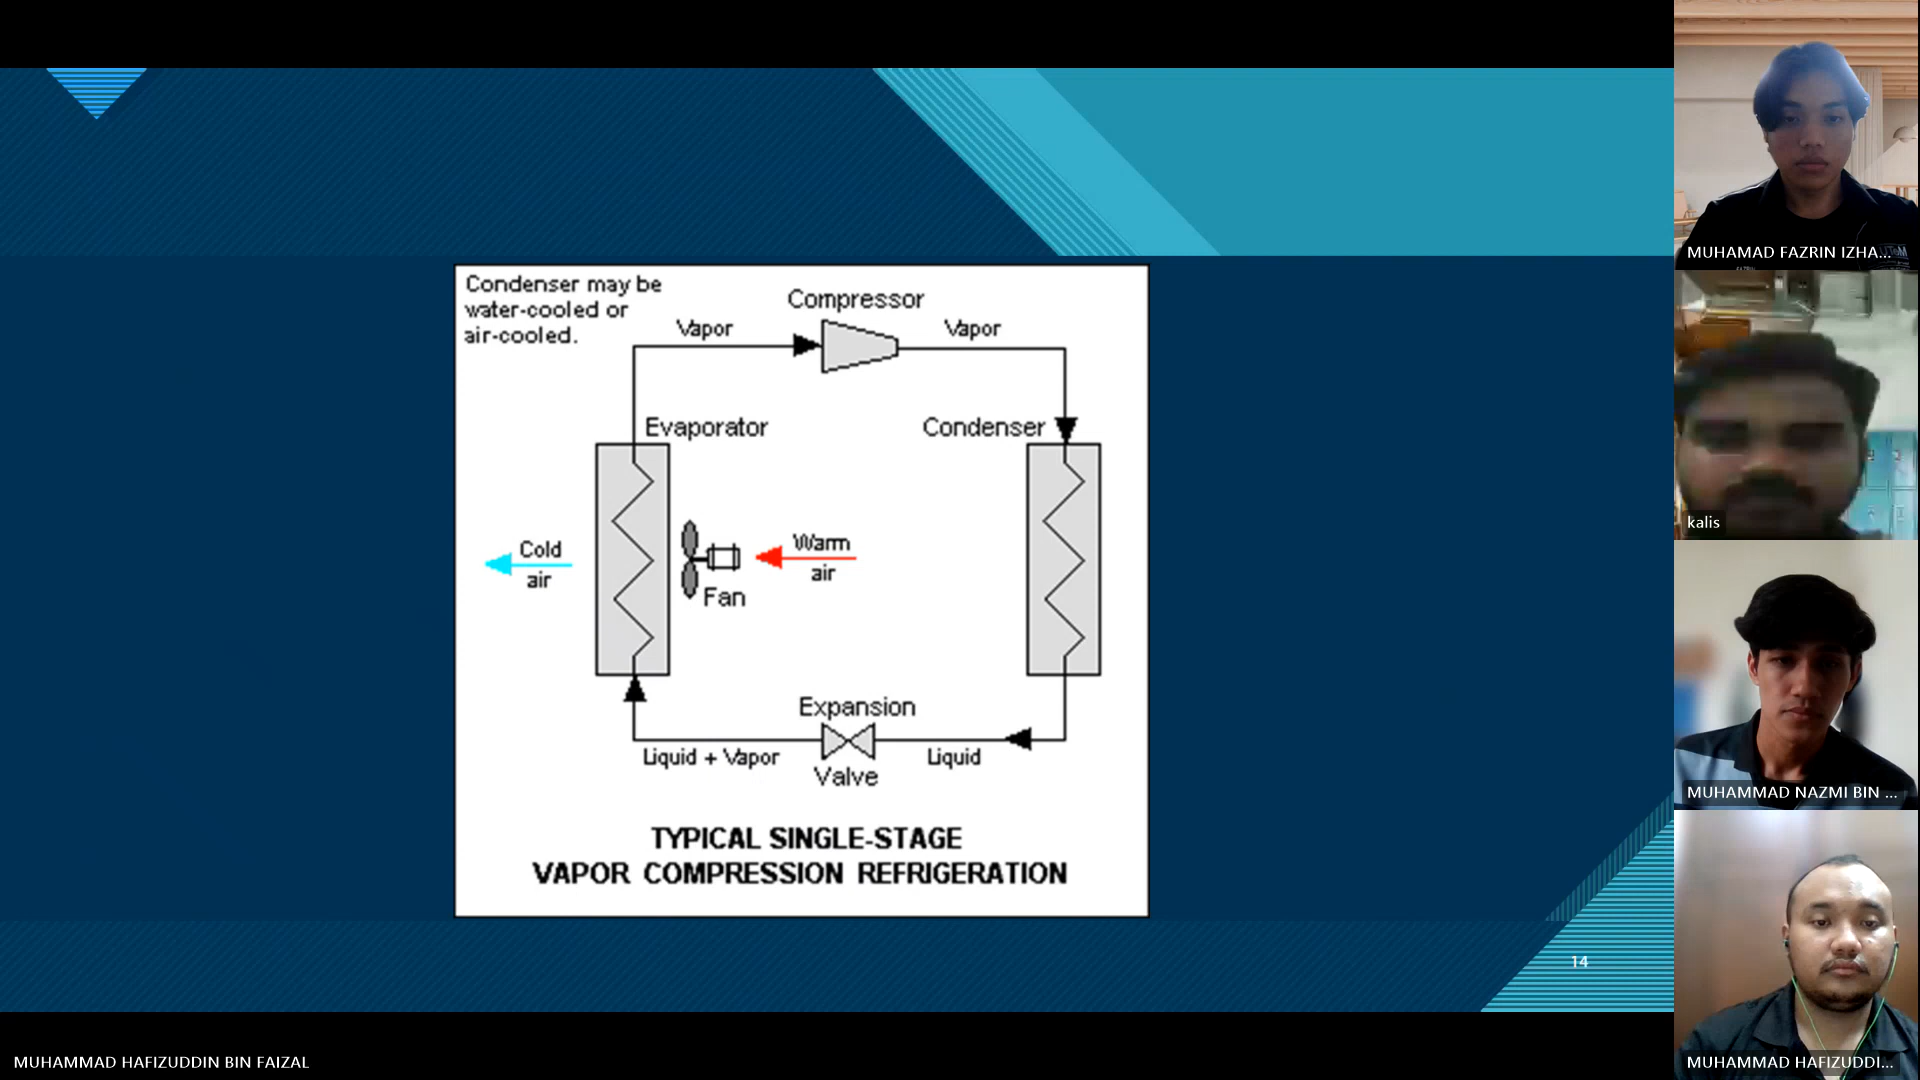 Condenser may be
water-cooled or
air-cooled.
Compressor
Vapor
Vapor
Evaporator
Condenser
Cold
air
Warm
air
Fan
Expansion
Valve
Liquid + Vapor
Liquid
TYPICAL SINGLE-STAGE
VAPOR COMPRESSION REFRIGERATION
14
MUHAMMAD HAFIZUDDIN BIN FAIZAL
MUHAMAD FAZRIN IZHA...
kalis
MUHAMMAD NAZMI BIN ...
MUHAMMAD HAFIZUDDI...